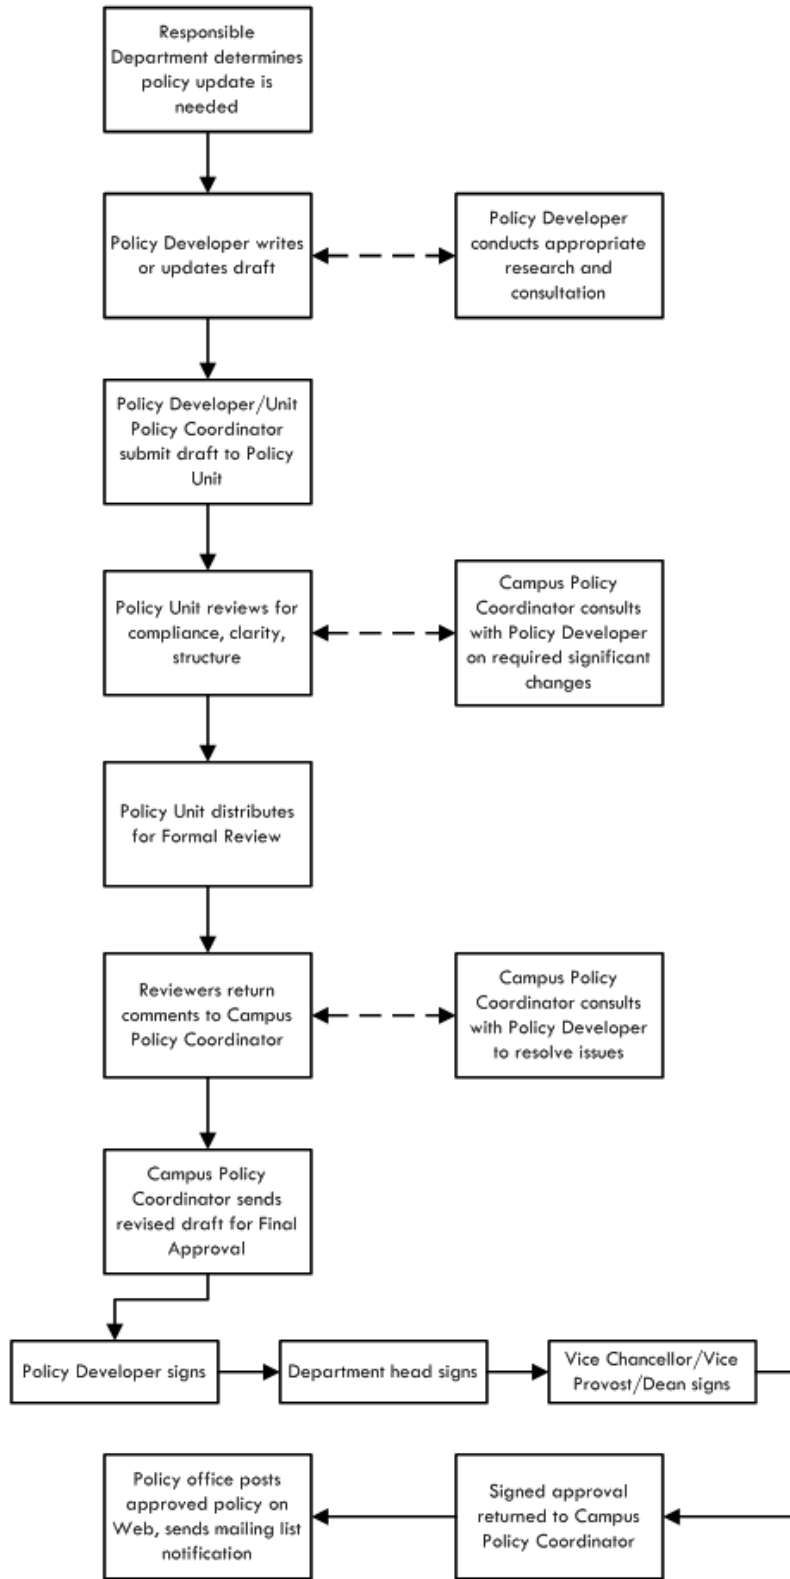 Responsible
Department determines
policy update is
needed
Policy Developer writes
or updates draft
Policy Developer
conducts appropriate
research and
consultation
Policy Developer/Unit
Policy Coordinator
submit draft to Policy
Unit
Policy Unit reviews for
compliance, clarity,
structure
Campus Policy
Coordinator consults
with Policy Developer
on required significant
changes
Policy Unit distributes
for Formal Review
Reviewers return
comments to Campus
Policy Coordinator
Campus Policy
Coordinator consults
with Policy Developer
to resolve issues
Campus Policy
Coordinator sends
revised draft for Final
Approval
Policy Developer signs
Department head signs
Vice Chancellor/Vice
Provost/Dean signs
Policy office posts
approved policy on
Web, sends mailing list
notification
Signed approval
returned to Campus
Policy Coordinator